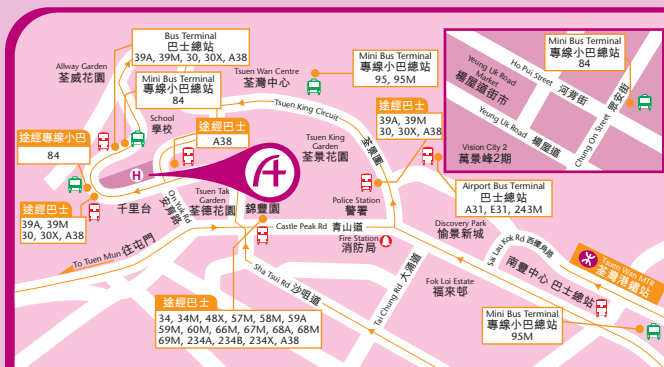 Bus Terminal
巴士總站
39A, 39M, 30, 30X, A38
Allway Garden
荃威花園
Mini Bus Terminal
專線小巴總站
84
Tsuen Wan Centre
荃灣中心
Mini Bus Terminal
專線小巴總站
95, 95M
Mini Bus Terminal
專線小巴總站
84
Yeung Uk Road
Market
楊屋道街市
Ho Pui Street 河背街
Yeung Uk Road 楊屋道
Chung On Street 眾安街
Vision City 2
萬景峰2期
School
學校
Tsuen King Circuit
荃景圍
途經專線小巴
84
途經巴士
A38
Tsuen King
Garden
荃景花園
途經巴士
39A, 39M
30, 30X, A38
H
千里台
On Yuk Rd
安育路
Tsuen Tak
Garden
荃德花園
錦豐園
Police Station
警署
Airport Bus Terminal
巴士總站
A31, E31, 243M
途經巴士
39A, 39M
30, 30X, A38
To Tuen Mun 往屯門
Castle Peak Rd 青山道
Fire Station
消防局
Discovery Park
愉景新城
Sai Lau Kok Rd 西樓角路
Tsuen Wan MTR
荃灣港鐵站
Sha Tsui Rd 沙咀道
Tai Chung Rd 大涌道
Fok Loi Estate
福來邨
南豐中心 巴士總站
途經巴士
34, 34M, 48X, 57M, 58M, 59A
59M, 60M, 66M, 67M, 68A, 68M
69M, 234A, 234B, 234X, A38
Mini Bus Terminal
專線小巴總站
95M